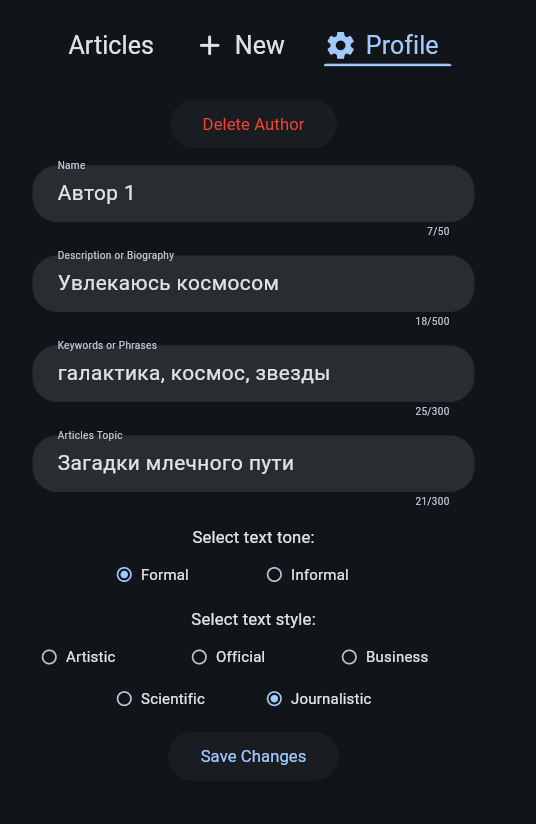 Articles + New Profile
Delete Author
Name
Автор 1
7/50
Description or Biography
Увлекаюсь космосом
18/500
Keywords or Phrases
галактика, космос, звезды
25/300
Articles Topic
Загадки млечного пути
21/300
Select text tone:
Formal Informal
Select text style:
Artistic Official Business
Scientific Journalistic
Save Changes